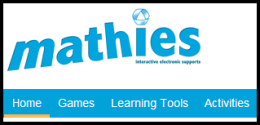 mathies
interactive electronic supports
Home Games Learning Tools Activities